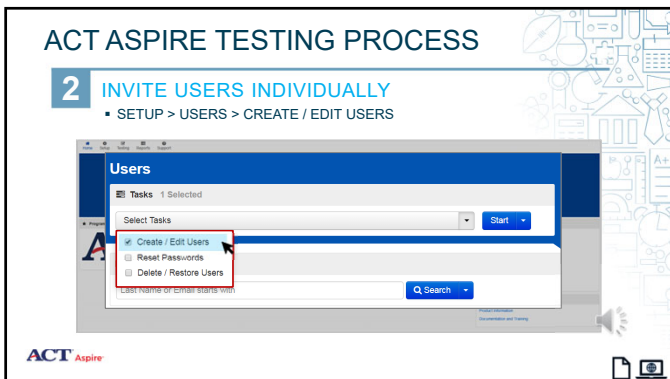 ACT ASPIRE TESTING PROCESS
2
INVITE USERS INDIVIDUALLY
▪ SETUP > USERS > CREATE / EDIT USERS
Home Setup Testing Reports Support
Users
Tasks 1 Selected
Select Tasks
Start
Create / Edit Users
Reset Passwords
Delete / Restore Users
Last Name or Email starts with
Search
Product Information
Documentation and Training
ACT Aspire
A+